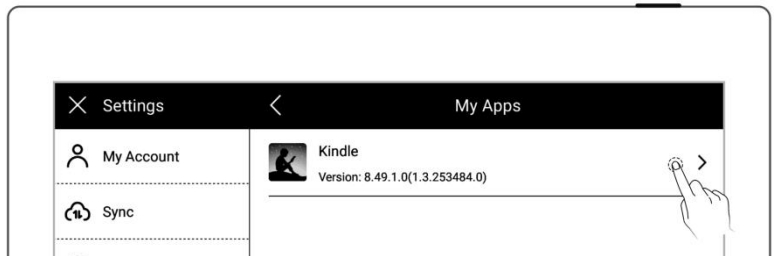 Settings
My Apps
My Account
Kindle
Version: 8.49.1.0(1.3.253484.0)
Sync